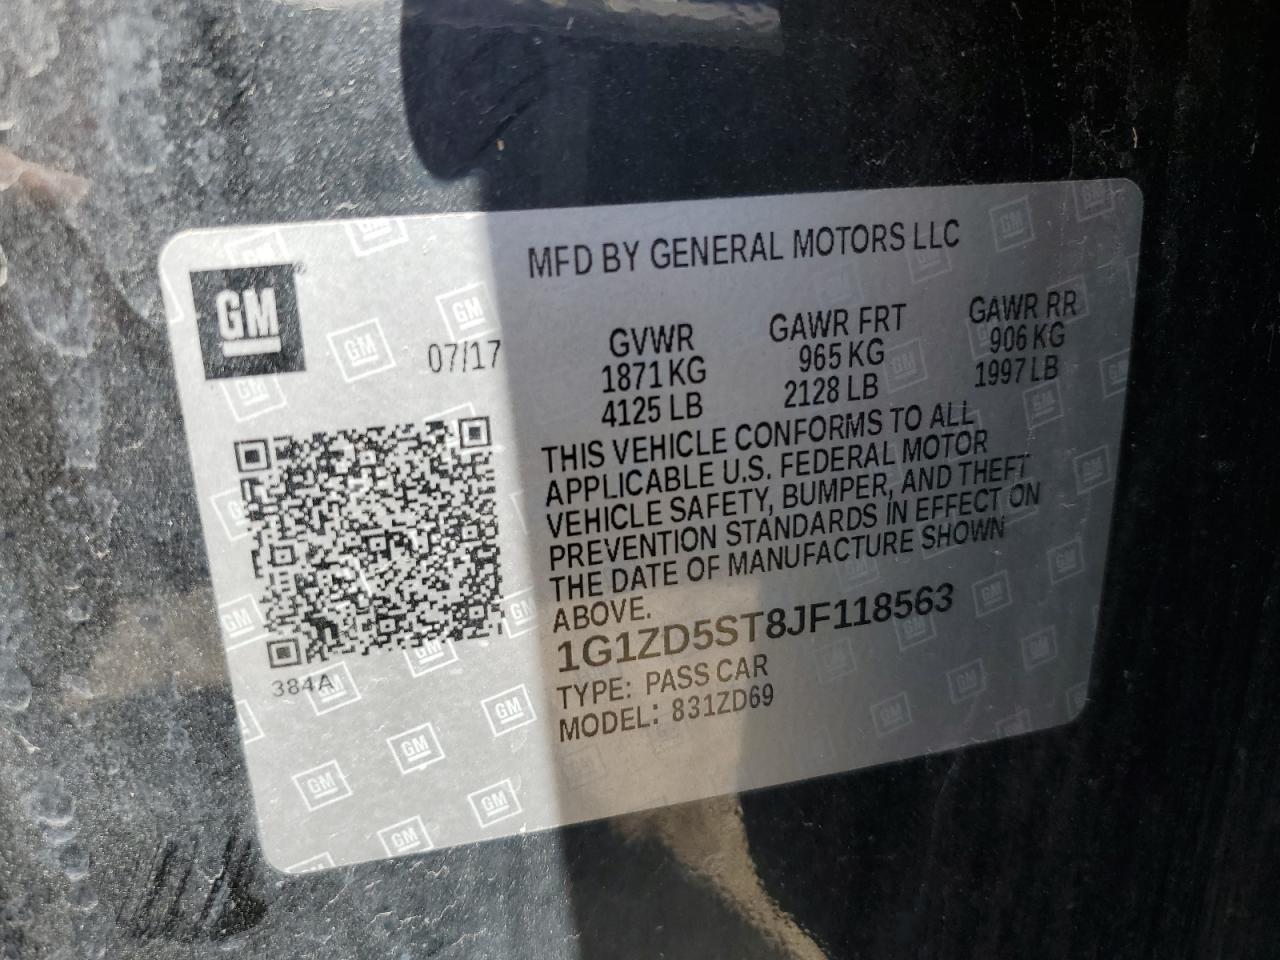 MFD BY GENERAL MOTORS LLC
GM
07/17
GVWR
1871 KG
4125 LB
GAWR FRT
965 KG
2128 LB
GAWR RR
906 KG
1997 LB
THIS VEHICLE CONFORMS TO ALL
APPLICABLE U.S. FEDERAL MOTOR
VEHICLE SAFETY, BUMPER, AND THEFT
PREVENTION STANDARDS IN EFFECT ON
THE DATE OF MANUFACTURE SHOWN
ABOVE.
1G1ZD5ST8JF118563
TYPE: PASS CAR
MODEL: 831ZD69
384A